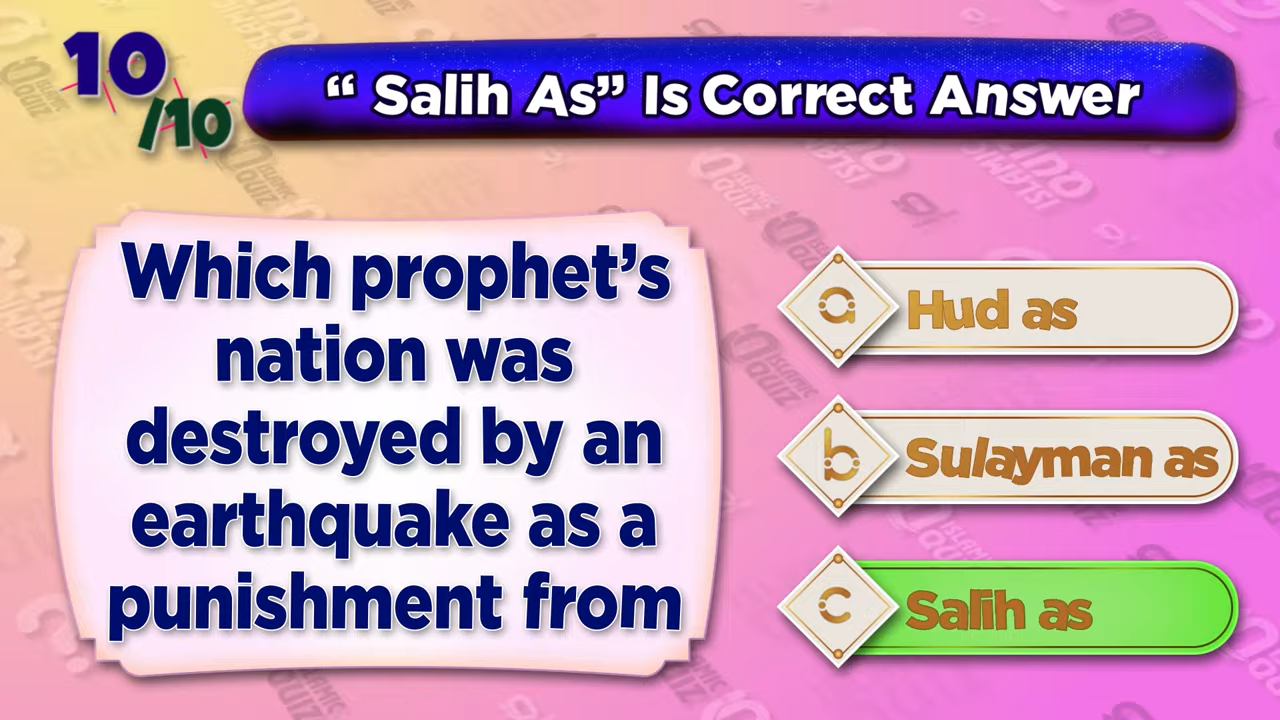 10
/10
“ Salih As” Is Correct Answer
Which prophet’s
nation was
destroyed by an
earthquake as a
punishment from
a
Hud as
b
Sulayman as
c
Salih as